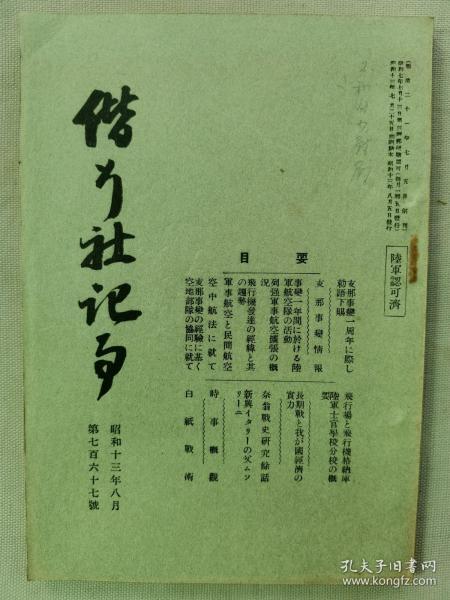 偕行社記事
昭和十三年八月
第七百六十七號
陸軍認可濟
要目
支那事變一周年に際し
勅語下賜
支那事變情報
事變一年間に於ける陸
軍航空隊の活動
列强軍事航空擴張の概
況
飛行機發達の經緯と其
の趨勢
軍事航空と民間航空
空中航法に就て
支那事變の經驗に基く
空地部隊の協同に就て
飛行場と飛行機格納庫
陸軍士官學校分校の概
要
長期戰と我が國經濟の
實力
奈翁戰史研究餘話
新興イタリーの父ムツ
リーニ
時事概觀
白紙戰術
孔夫子旧书网
www.kongfz.com